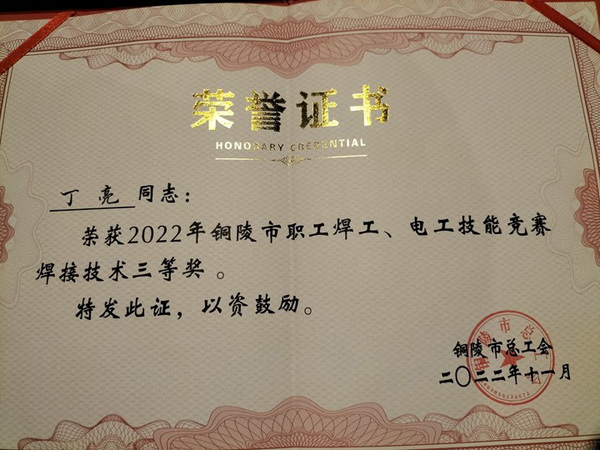 荣誉证书
HONORARY CREDENTIAL
丁亮同志：
荣获2022年铜陵市职工焊工、电工技能竞赛
焊接技术三等奖。
特发此证，以资鼓励。
铜陵市总工会
二〇二二年十一月